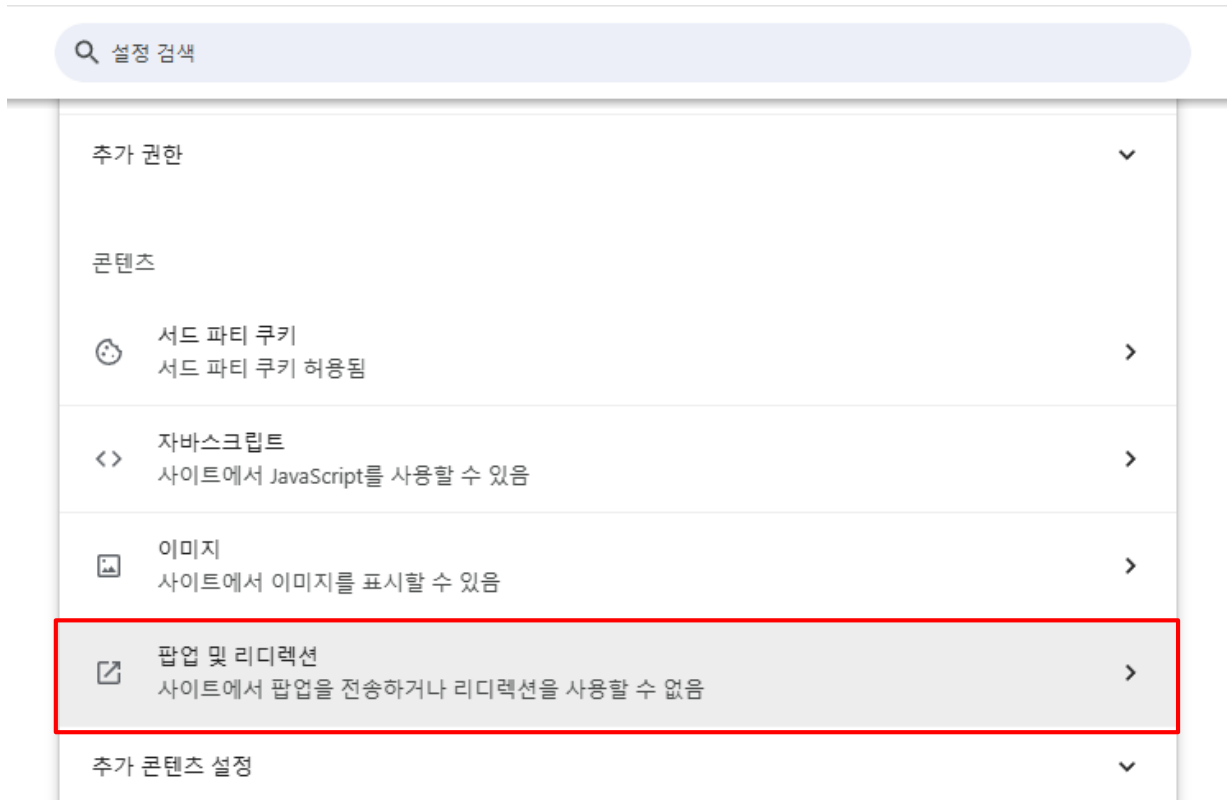 설정 검색
추가 권한
콘텐츠
서드 파티 쿠키
서드 파티 쿠키 허용됨
자바스크립트
사이트에서 JavaScript를 사용할 수 있음
이미지
사이트에서 이미지를 표시할 수 있음
팝업 및 리디렉션
사이트에서 팝업을 전송하거나 리디렉션을 사용할 수 없음
추가 콘텐츠 설정